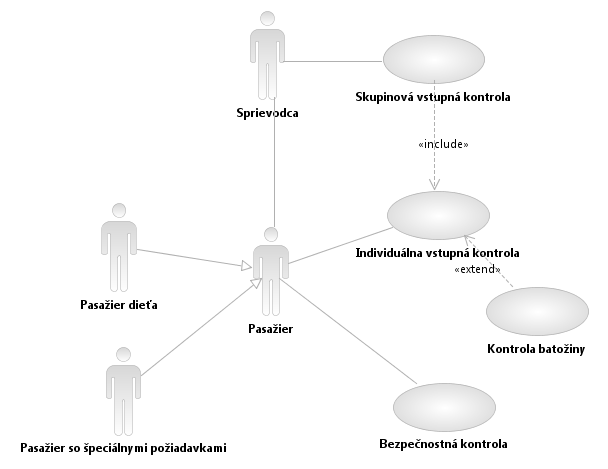 Skupinová vstupná kontrola
Sprievodca
«include»
Individuálna vstupná kontrola
«extend»
Pasažier dieťa
Pasažier
Kontrola batožiny
Bezpečnostná kontrola
Pasažier so špeciálnymi požiadavkami